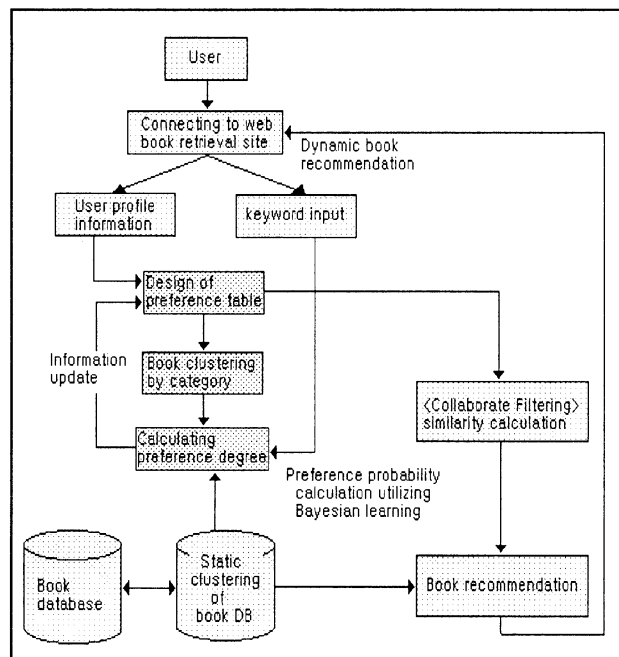 User
Connecting to web
book retrieval site
Dynamic book
recommendation
User profile
information
keyword input
Design of
preference table
Information
update
Book clustering
by category
<Collaborate Filtering>
similarity calculation
Calculating
preference degree
Preference probability
calculation utilizing
Bayesian learning
Book
database
Static
clustering
of
book DB
Book recommendation